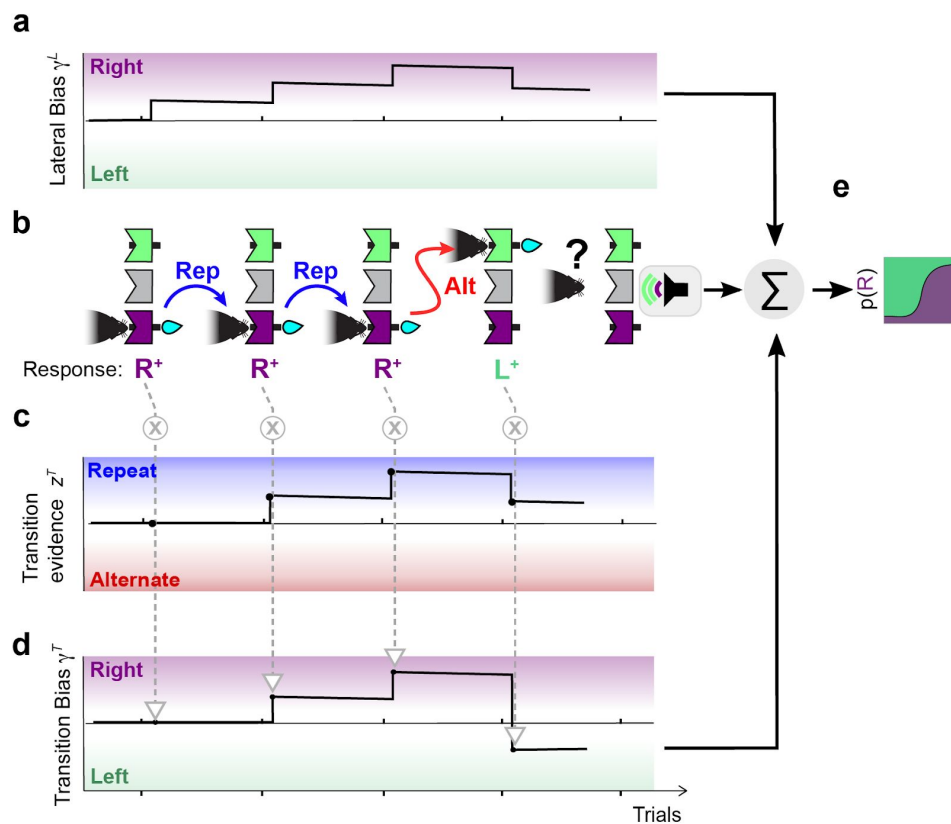 a
Lateral Bias γL
Right
Left
b
Rep
Rep
Alt
?
Response: R+ R+ R+ L+
c
X X X X
Transition
evidence zT
Repeat
Alternate
d
Transition Bias γT
Right
Left
Trials
e
Σ
p(R)